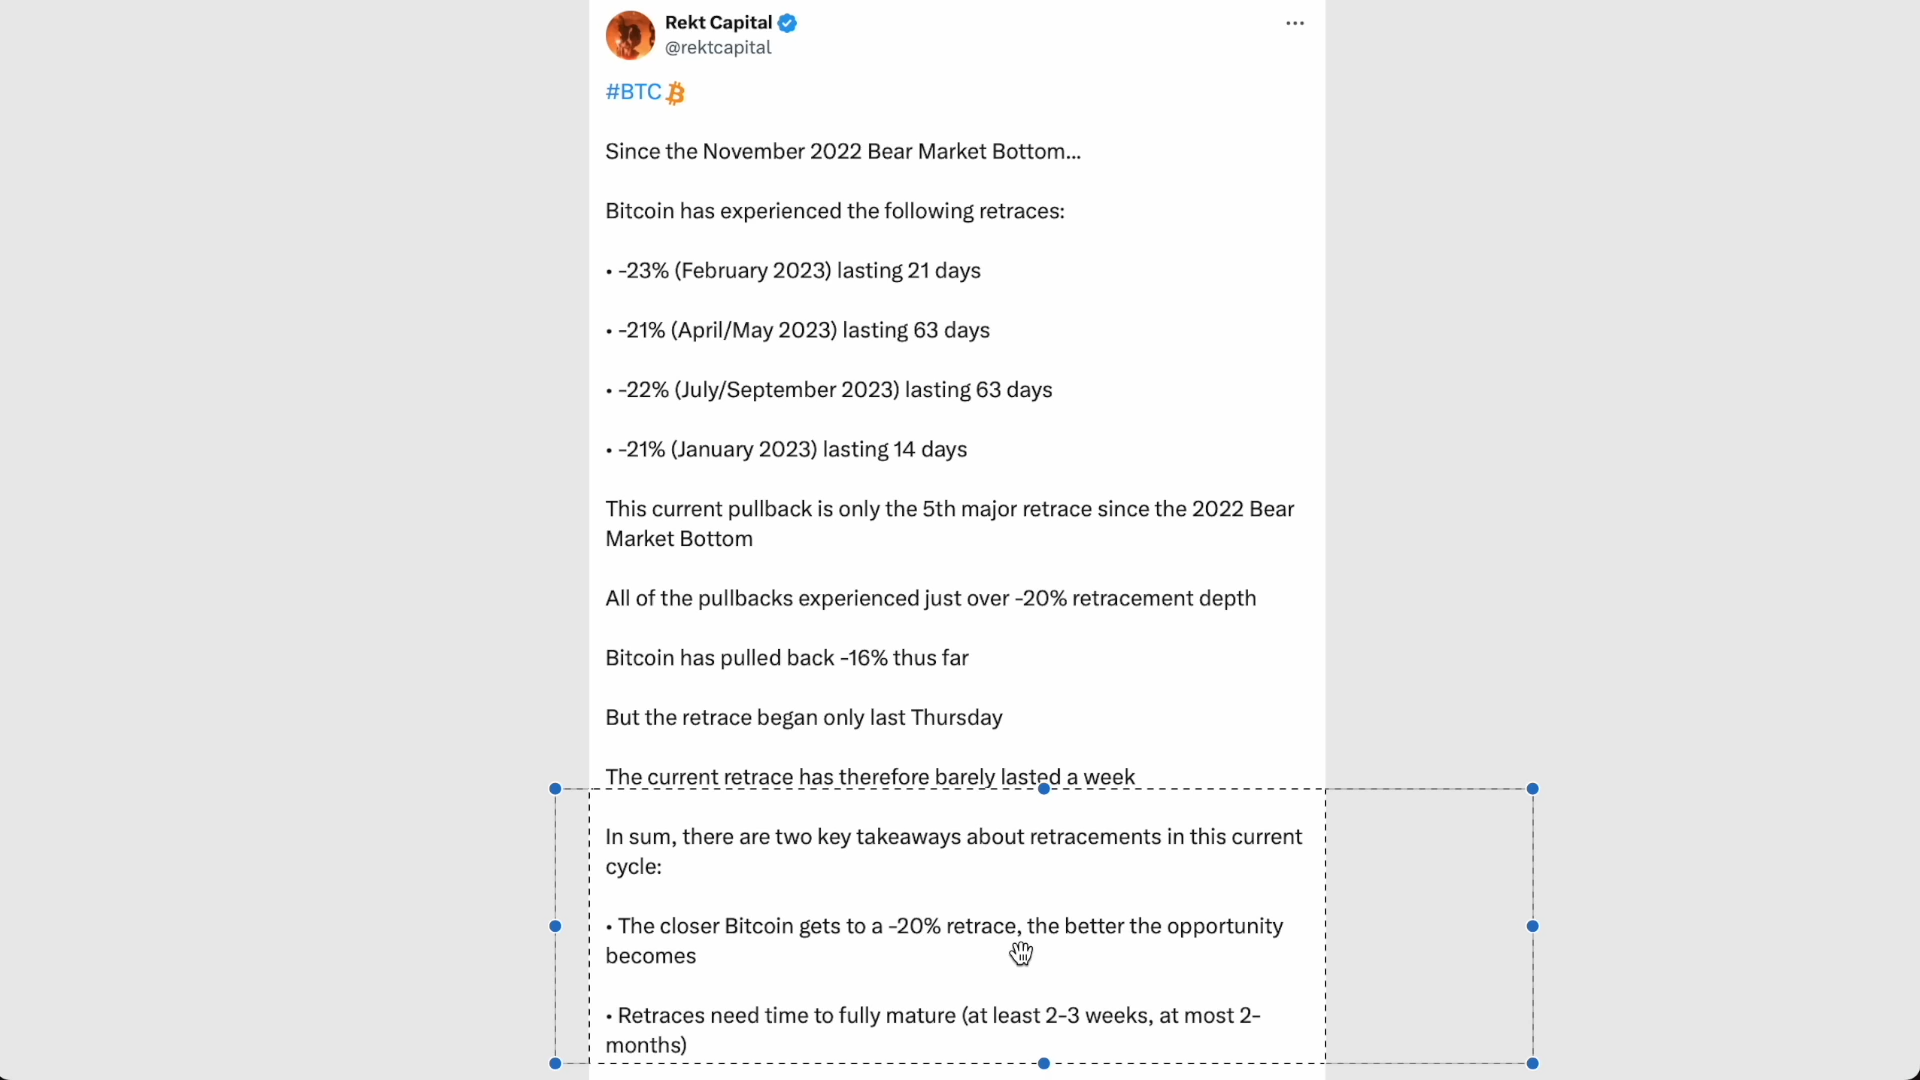 Rekt Capital
@rektcapital
#BTC
Since the November 2022 Bear Market Bottom...
Bitcoin has experienced the following retraces:
• -23% (February 2023) lasting 21 days
• -21% (April/May 2023) lasting 63 days
• -22% (July/September 2023) lasting 63 days
• -21% (January 2023) lasting 14 days
This current pullback is only the 5th major retrace since the 2022 Bear
Market Bottom
All of the pullbacks experienced just over -20% retracement depth
Bitcoin has pulled back -16% thus far
But the retrace began only last Thursday
The current retrace has therefore barely lasted a week
In sum, there are two key takeaways about retracements in this current
cycle:
• The closer Bitcoin gets to a -20% retrace, the better the opportunity
becomes
• Retraces need time to fully mature (at least 2-3 weeks, at most 2-
months)